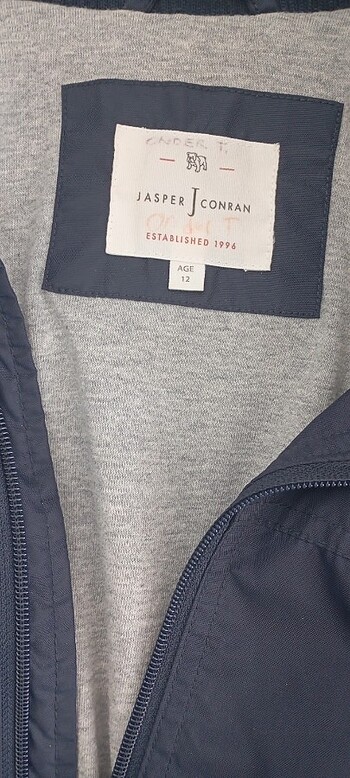 JASPER J CONRAN
ESTABLISHED 1996
AGE
12